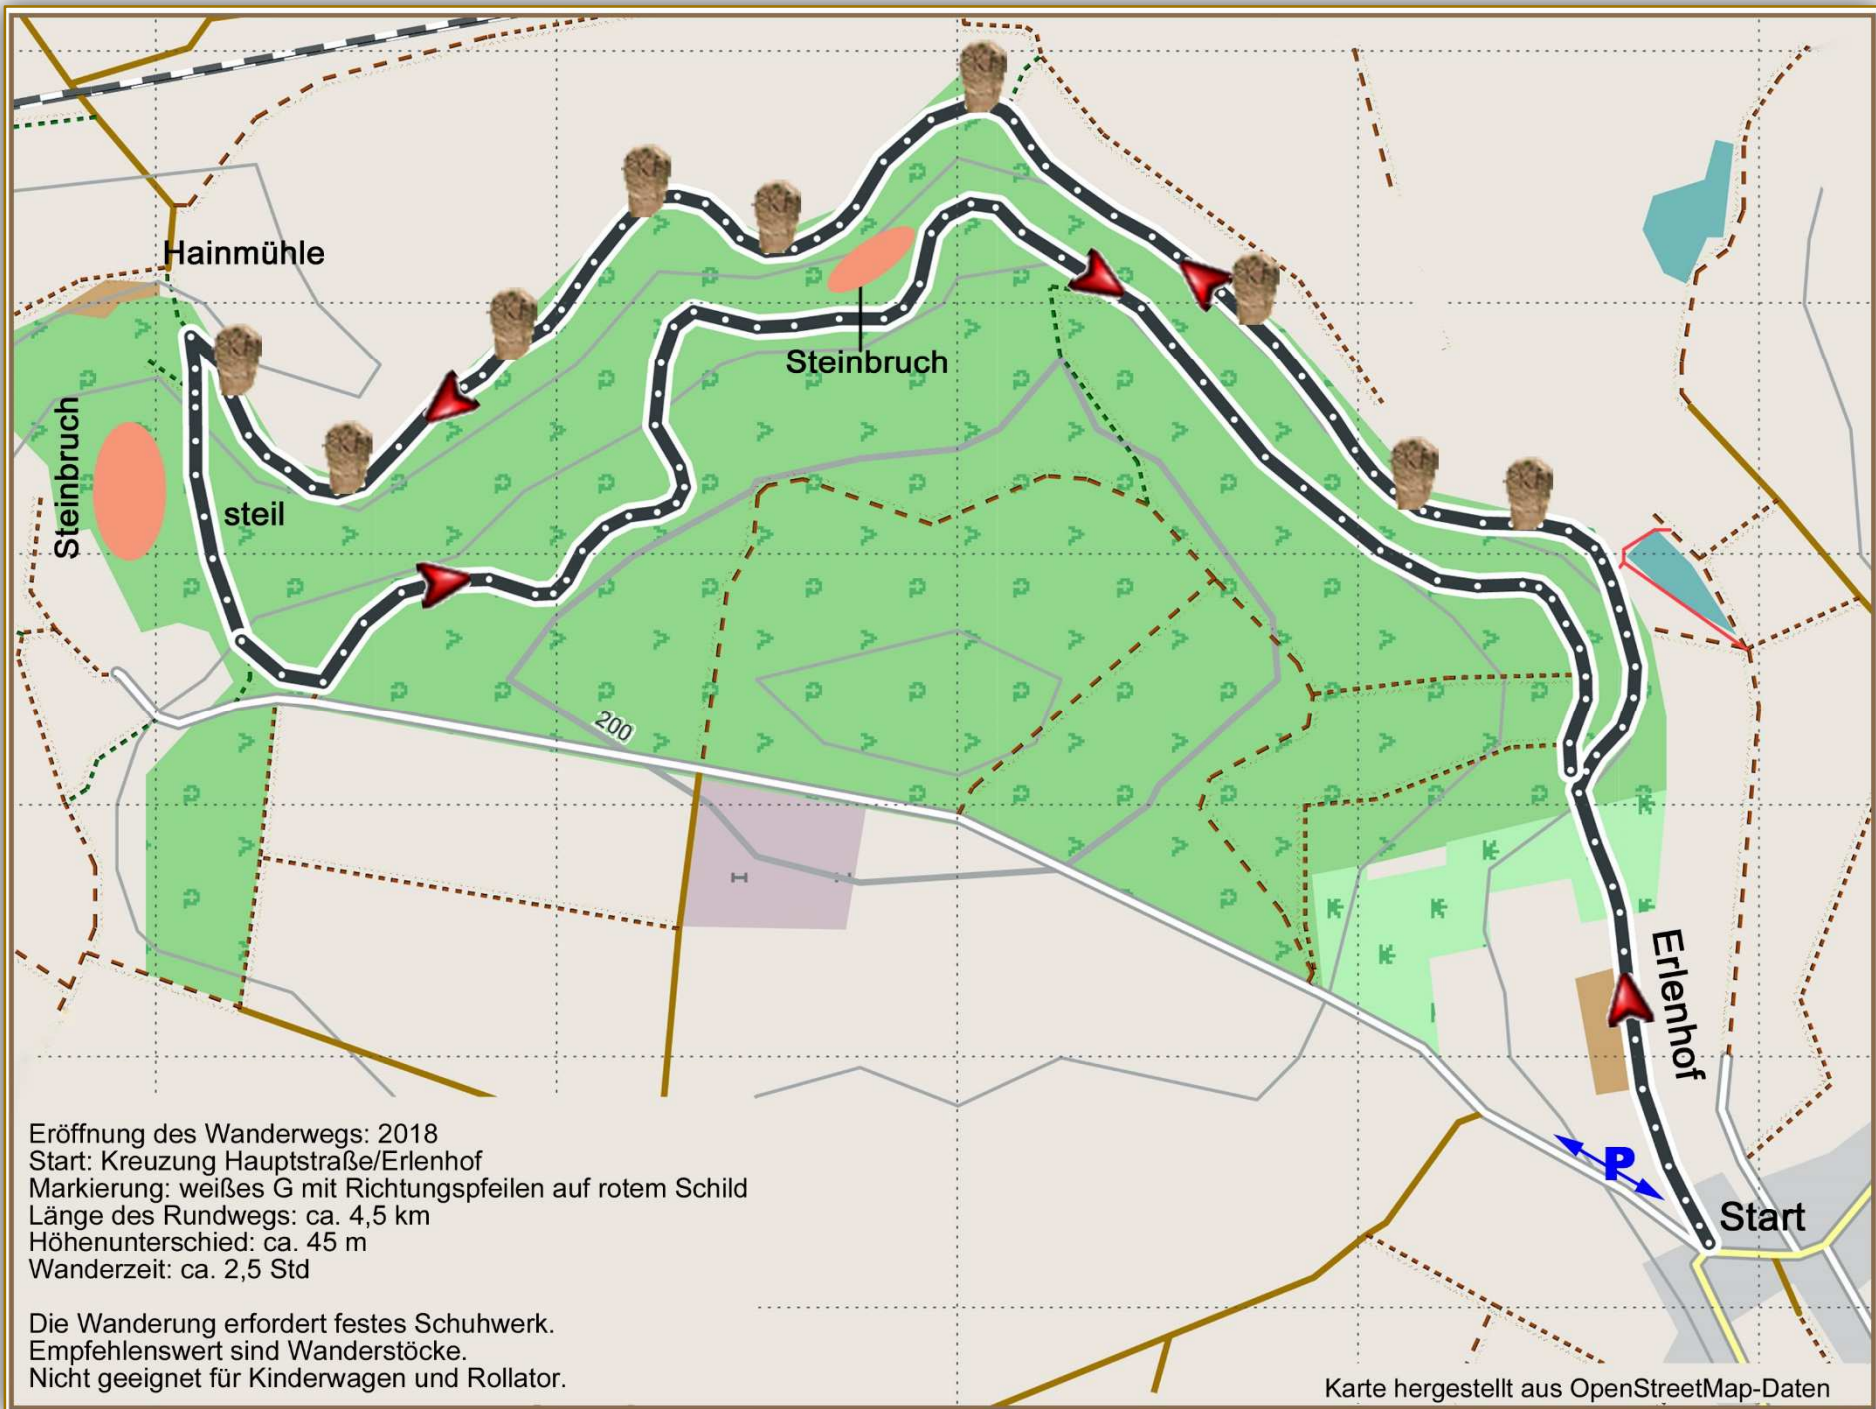 Hainmühle
Steinbruch
Steinbruch
steil
200
Erlenhof
P
Start
Eröffnung des Wanderwegs: 2018
Start: Kreuzung Hauptstraße/Erlenhof
Markierung: weißes G mit Richtungspfeilen auf rotem Schild
Länge des Rundwegs: ca. 4,5 km
Höhenunterschied: ca. 45 m
Wanderzeit: ca. 2,5 Std
Die Wanderung erfordert festes Schuhwerk.
Empfehlenswert sind Wanderstöcke.
Nicht geeignet für Kinderwagen und Rollator.
Karte hergestellt aus OpenStreetMap-Daten